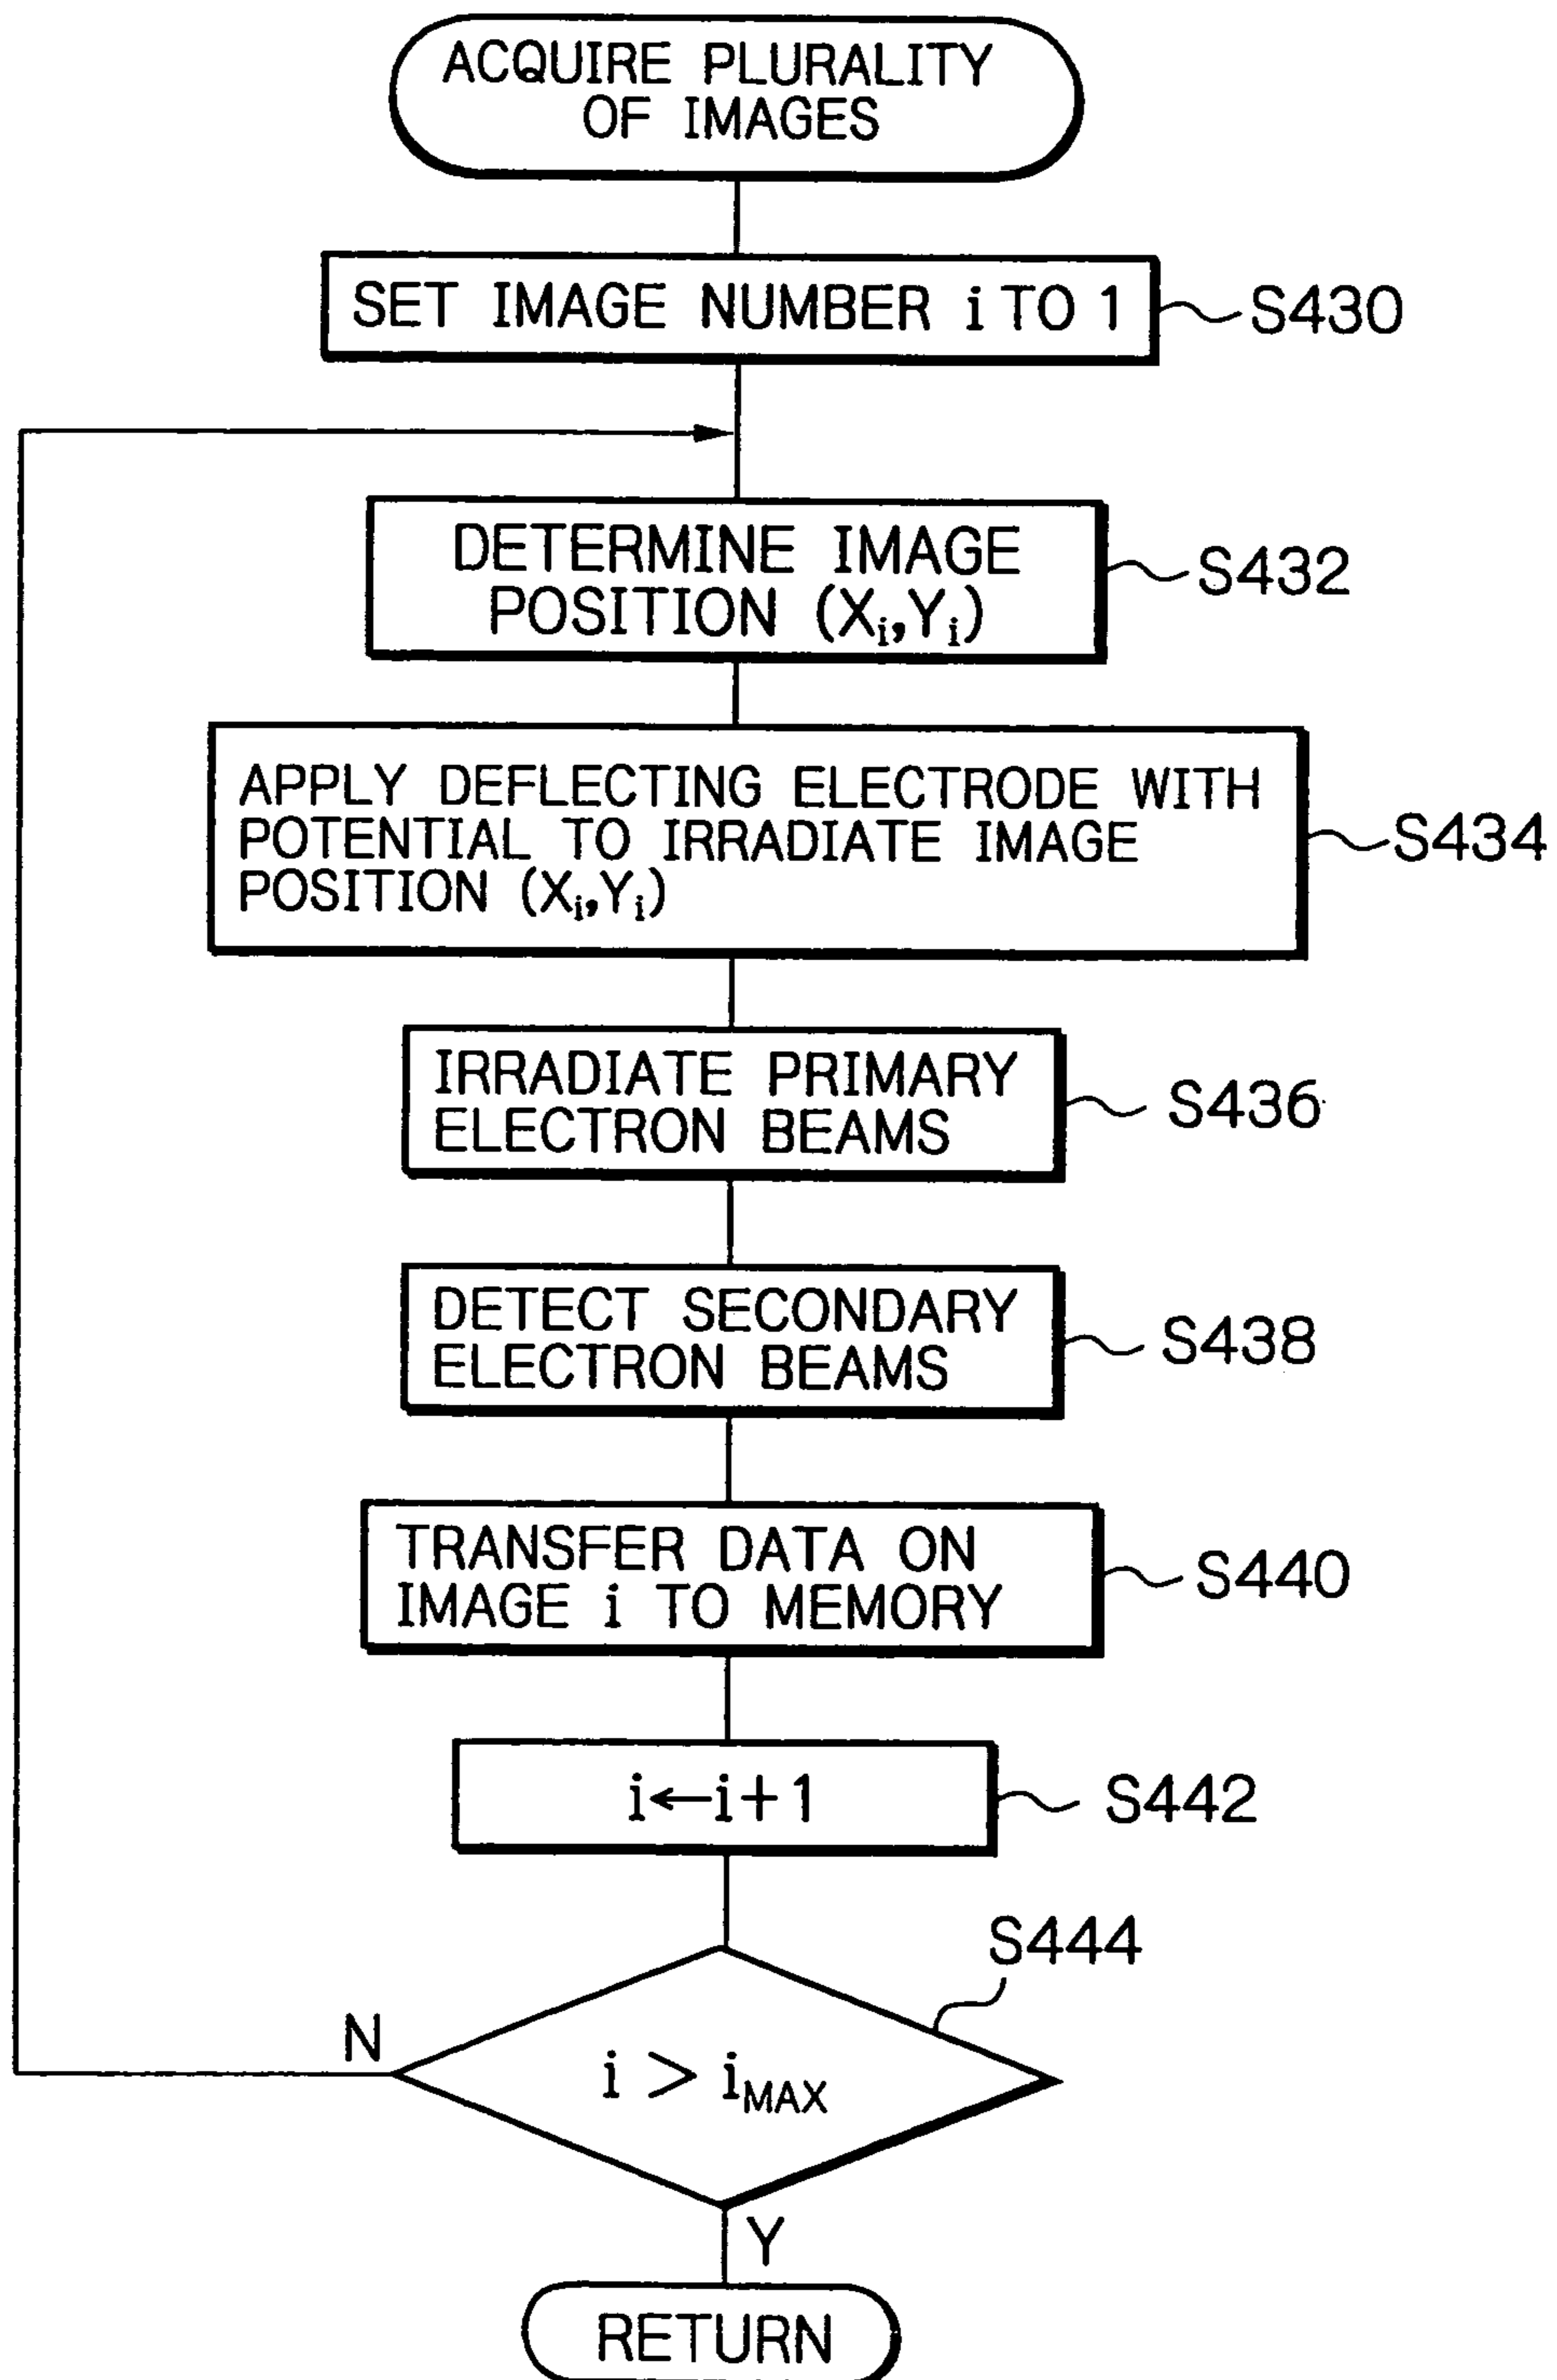 ACQUIRE PLURALITY
OF IMAGES
SET IMAGE NUMBER i TO 1
S430
DETERMINE IMAGE
POSITION (Xi,Yi)
S432
APPLY DEFLECTING ELECTRODE WITH
POTENTIAL TO IRRADIATE IMAGE
POSITION (Xi,Yi)
S434
IRRADIATE PRIMARY
ELECTRON BEAMS
S436
DETECT SECONDARY
ELECTRON BEAMS
S438
TRANSFER DATA ON
IMAGE i TO MEMORY
S440
i←i+1
S442
S444
N
i > iMAX
Y
RETURN